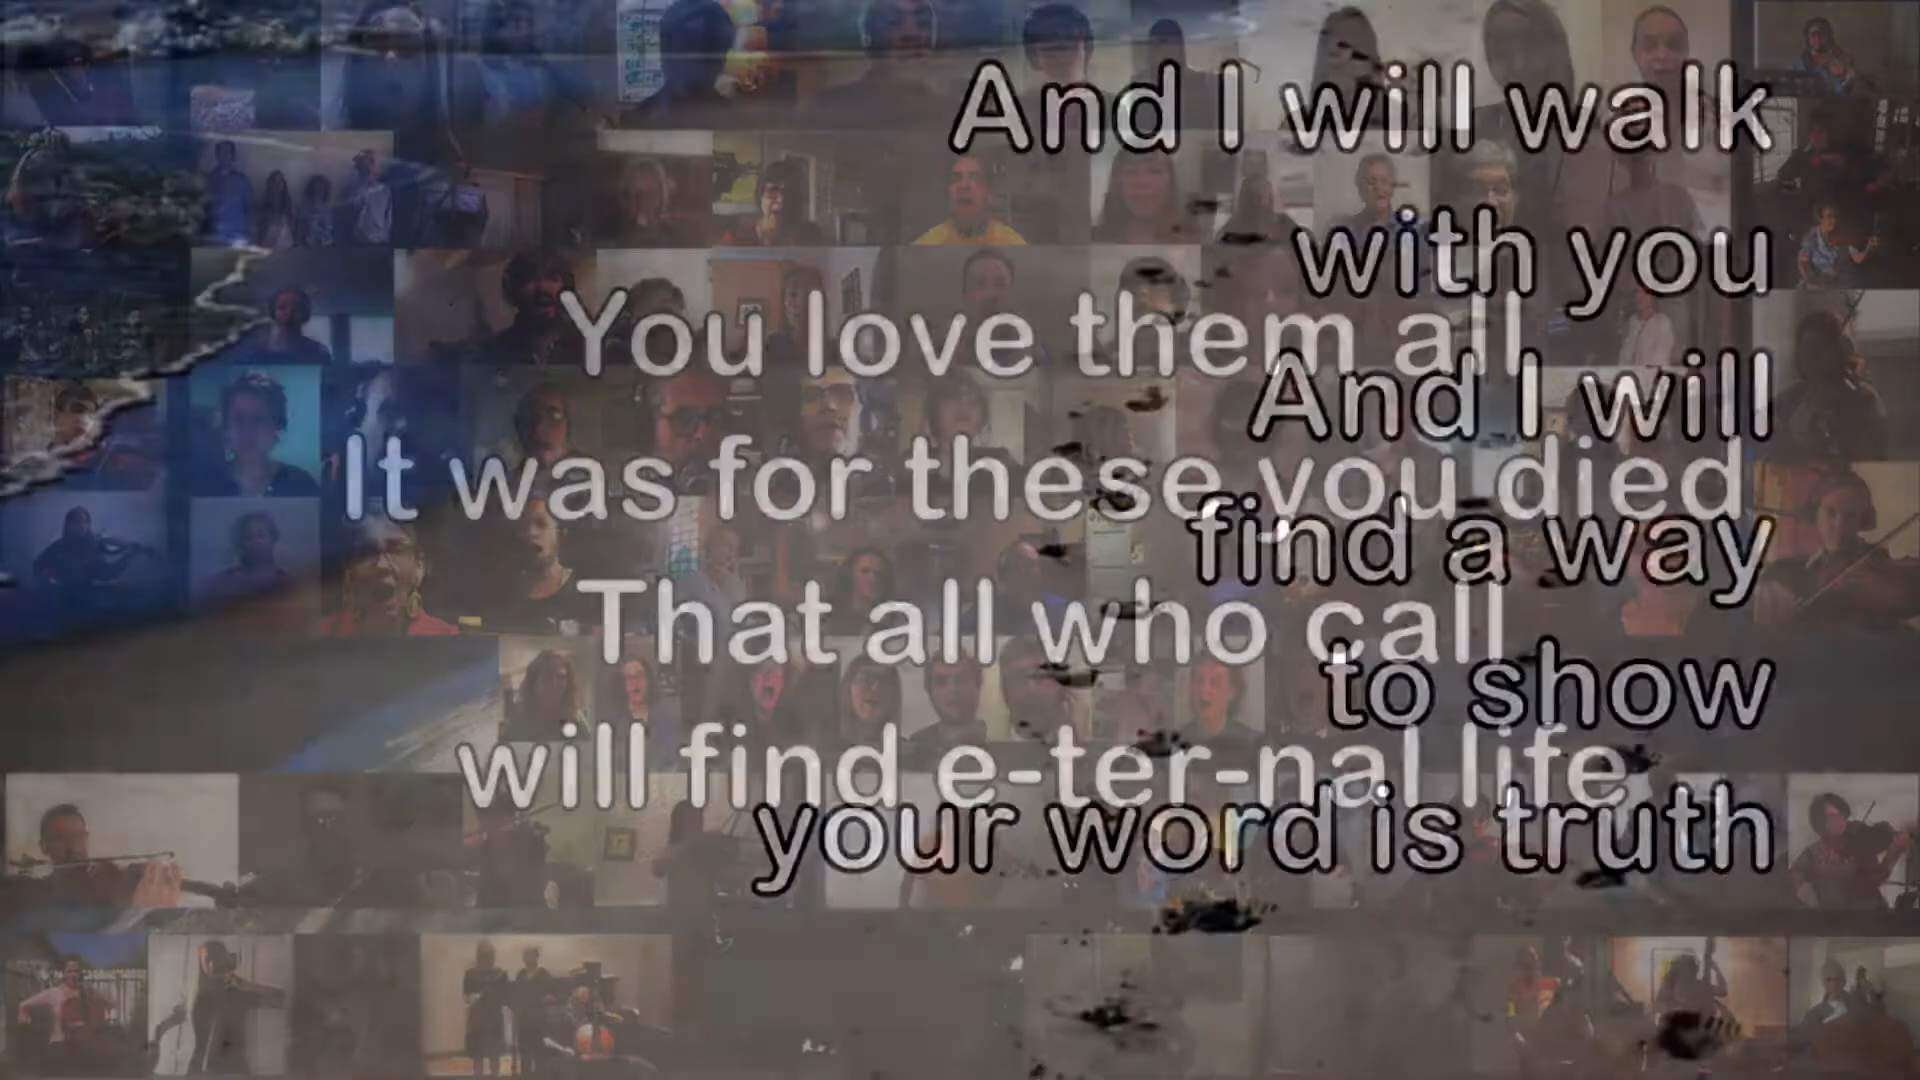 And I will walk
with you
And I will
find a way
to show
your word is truth
You love them all
It was for these you died
That all who call
will find e-ter-nal life